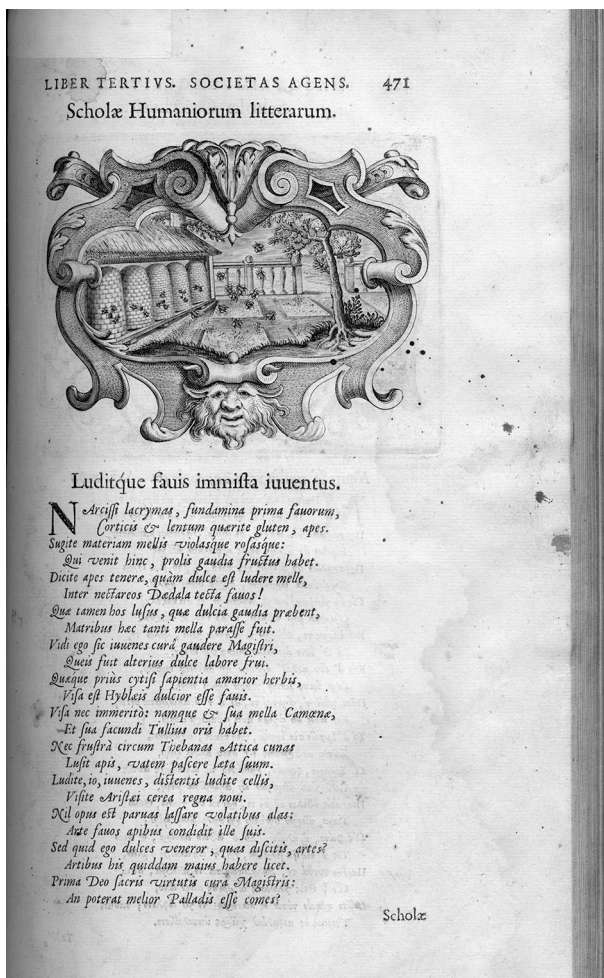 LIBER TERTIVS. SOCIETAS AGENS. 471
Scholæ Humaniorum litterarum.
Luditq́ue fauis immista iuuentus.
NArcissi lacrymas, fundamina prima fauorum,
Corticis & lentum quærite gluten, apes.
Sugite materiam mellis violasque rosasq́ue:
Qui venit hinc, prolis gaudia fructus habet.
Dicite apes teneræ, quàm dulce est ludere melle,
Inter nectareos Dædala tecta fauos!
Quæ tamen hos lusus, quæ dulcia gaudia præbent,
Matribus hæc tanti mella parasse fuit.
Vidi ego sic iuuenes curâ gaudere Magistri,
Queis fuit alterius dulce labore frui.
Quæque priùs cytisi sapientia amarior herbis,
Visa est Hyblæis dulcior esse fauis.
Visa nec immeritò: namque & sua mella Camœnæ,
Et sua facundi Tullius oris habet.
Nec frustrà circum Thebanas Attica cunas
Lusit apis, vatem pascere læta suum.
Ludite, io, iuuenes, distentis ludite cellis,
Visite Aristæi cerea regna noui.
Nil opus est paruas lassare volatibus alas:
Ante fauos apibus condidit ille suis.
Sed quid ego dulces veneror, quas discitis, artes?
Artibus his quiddam maius habere licet.
Prima Deo sacris virtutis cura Magistris:
An poterat melior Palladis esse comes?
Scholæ